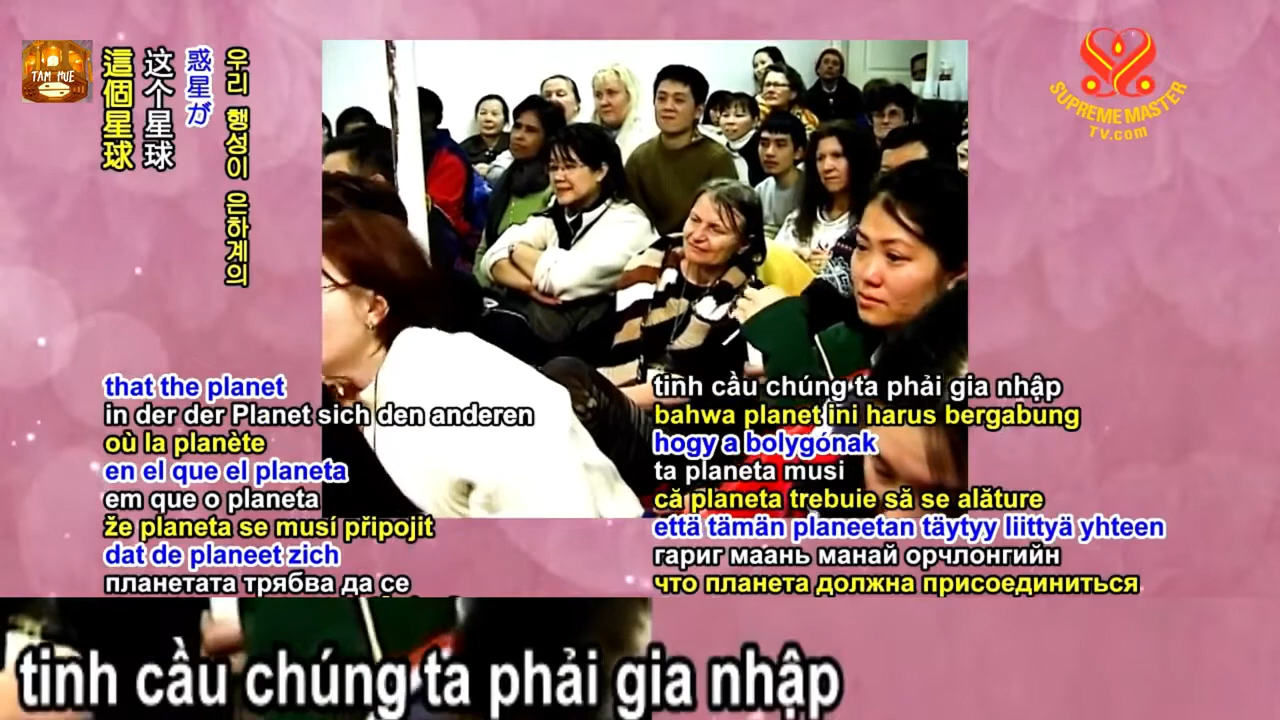 TAM HUE
這個星球
这个星球
惑星が
우리 행성이 은하계의
SUPREME MASTER
TV.com
that the planet
in der der Planet sich den anderen
où la planète
en el que el planeta
em que o planeta
že planeta se musí připojit
dat de planeet zich
планетата трябва да се
tinh cầu chúng ta phải gia nhập
bahwa planet ini harus bergabung
hogy a bolygónak
ta planeta musi
că planeta trebuie să se alăture
että tämän planeetan täytyy liittyä yhteen
гариг маань манай орчлонгийн
что планета должна присоединиться
tinh cầu chúng ta phải gia nhập